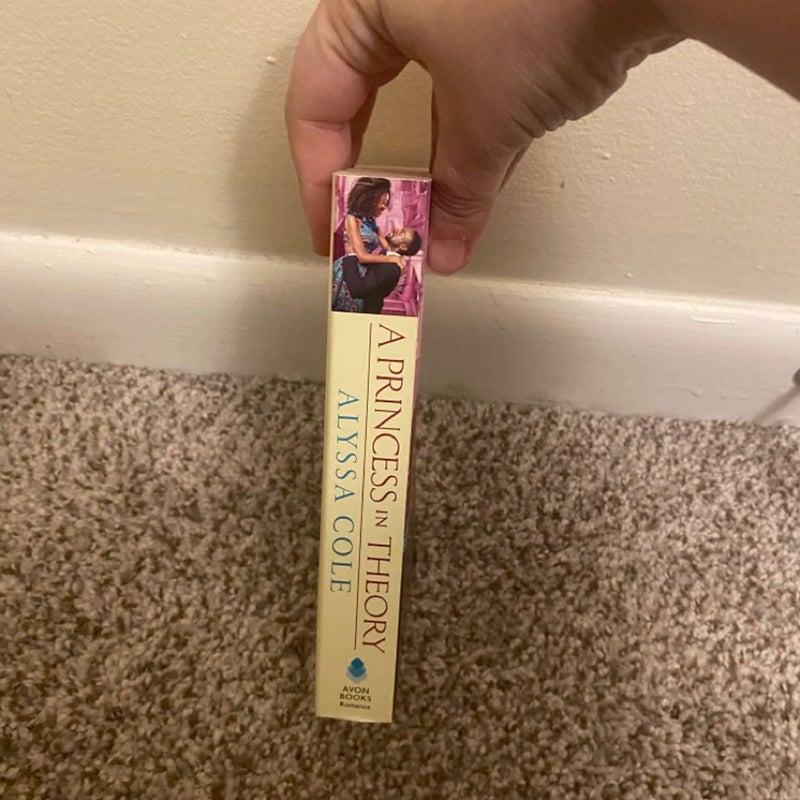 A PRINCESS IN THEORY
ALYSSA COLE
AVON
BOOKS
Romance